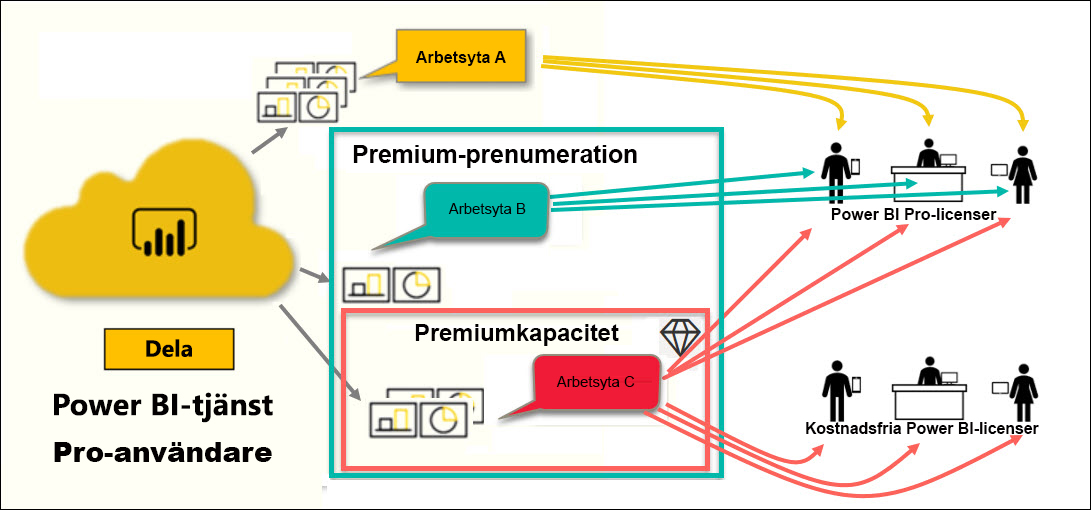 Arbetsyta A
Premium-prenumeration
Arbetsyta B
Power BI Pro-licenser
Premiumkapacitet
Arbetsyta C
Dela
Power BI-tjänst
Pro-användare
Kostnadsfria Power BI-licenser